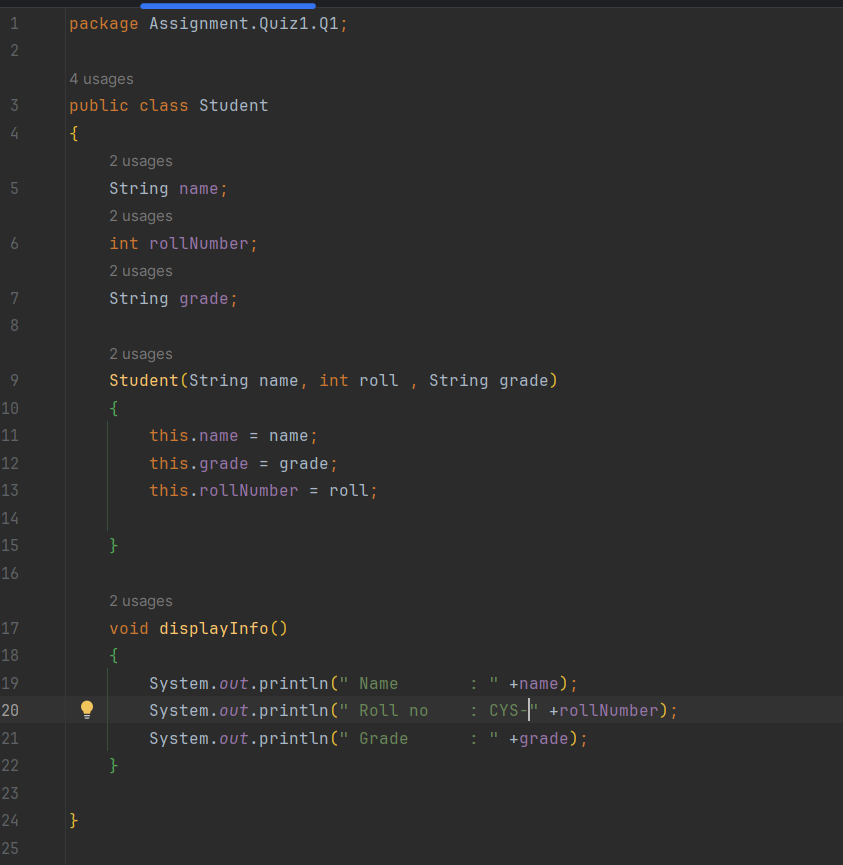 1 package Assignment.Quiz1.Q1;
2
4 usages
3 public class Student
4 {
2 usages
5 String name;
2 usages
6 int rollNumber;
2 usages
7 String grade;
8
2 usages
9 Student(String name, int roll , String grade)
10 {
11 this.name = name;
12 this.grade = grade;
13 this.rollNumber = roll;
14
15 }
16
2 usages
17 void displayInfo()
18 {
19 System.out.println(" Name       : " +name);
20 System.out.println(" Roll no    : CYS-" +rollNumber);
21 System.out.println(" Grade      : " +grade);
22 }
23
24 }
25